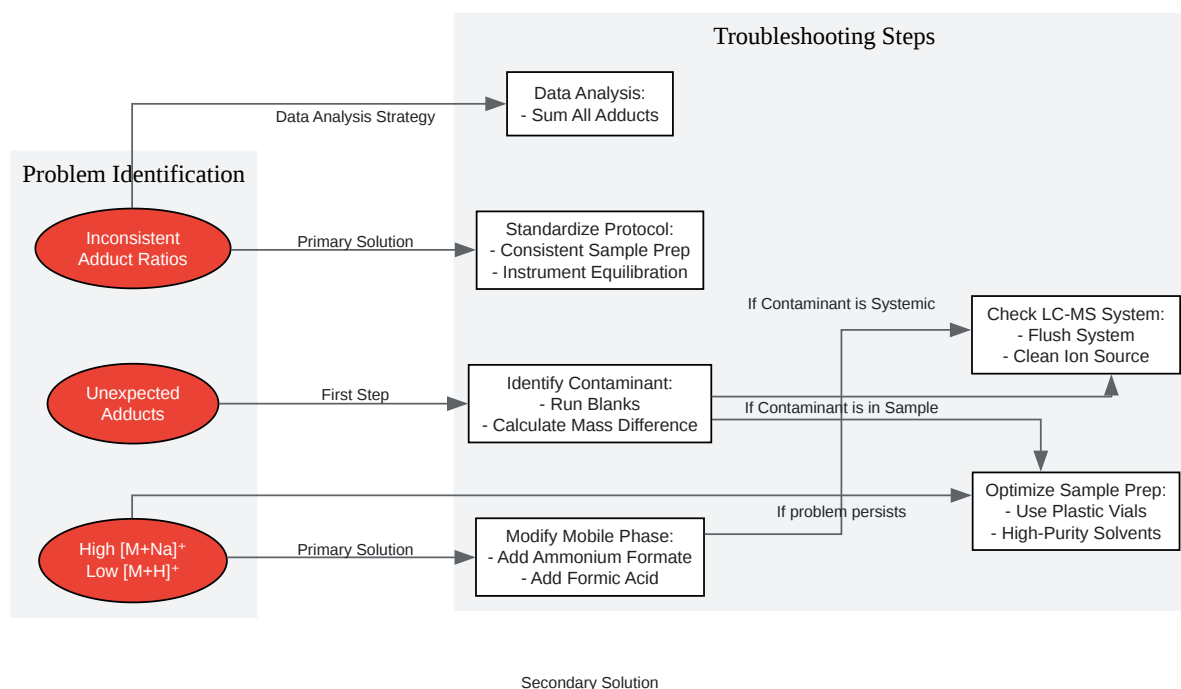 Troubleshooting Steps
Data Analysis:
- Sum All Adducts
Data Analysis Strategy
Problem Identification
Inconsistent
Adduct Ratios
Primary Solution
Standardize Protocol:
- Consistent Sample Prep
- Instrument Equilibration
If Contaminant is Systemic
Check LC-MS System:
- Flush System
- Clean Ion Source
Unexpected
Adducts
First Step
Identify Contaminant:
- Run Blanks
- Calculate Mass Difference
If Contaminant is in Sample
Optimize Sample Prep:
- Use Plastic Vials
- High-Purity Solvents
If problem persists
High [M+Na]⁺
Low [M+H]⁺
Primary Solution
Modify Mobile Phase:
- Add Ammonium Formate
- Add Formic Acid
Secondary Solution